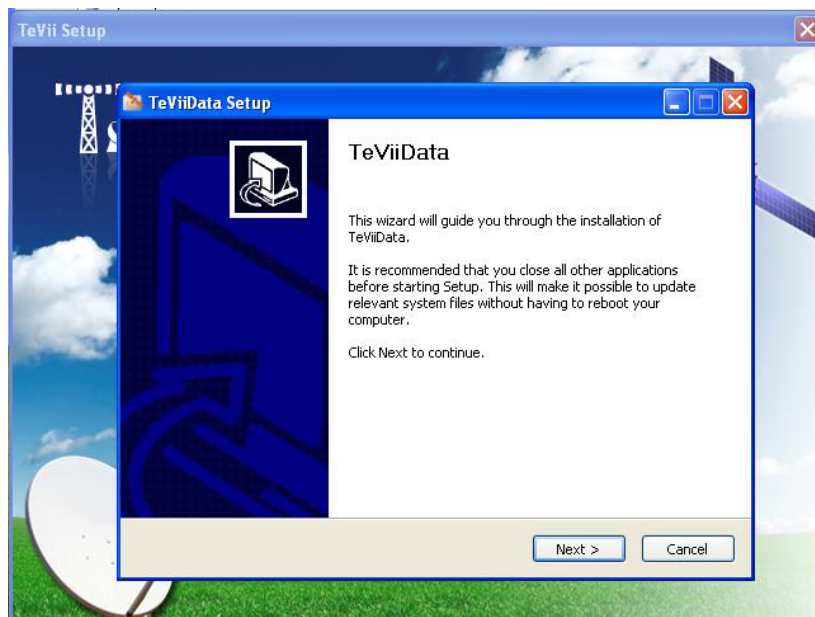 TeVii Setup
TeViiData Setup
TeViiData
This wizard will guide you through the installation of
TeViiData.
It is recommended that you close all other applications
before starting Setup. This will make it possible to update
relevant system files without having to reboot your
computer.
Click Next to continue.
Next >
Cancel